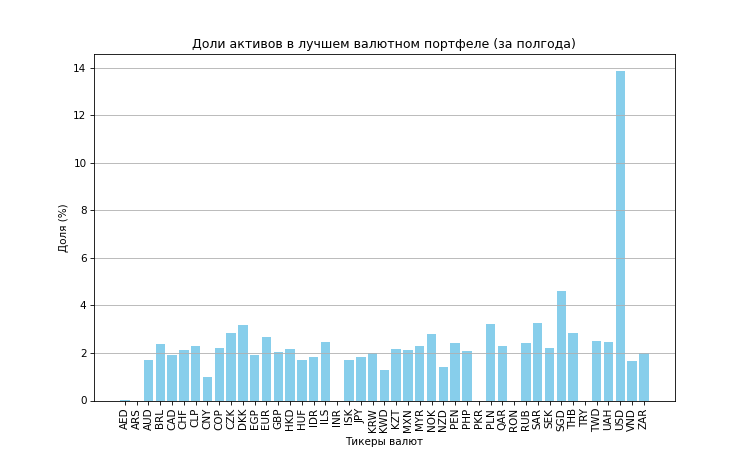 Доли активов в лучшем валютном портфеле (за полгода)
Доля (%)
14
12
10
8
6
4
2
0
AED ARS AUD BRL CAD CHF CLP CNY COP CZK DKK EGP EUR GBP HKD HUF IDR ILS INR ISK JPY KRW KWD KZT MXN MYR NOK NZD PEN PHP PKR PLN QAR RON RUB SAR SEK SGD THB TRY TWD UAH USD VND ZAR
Тикеры валют